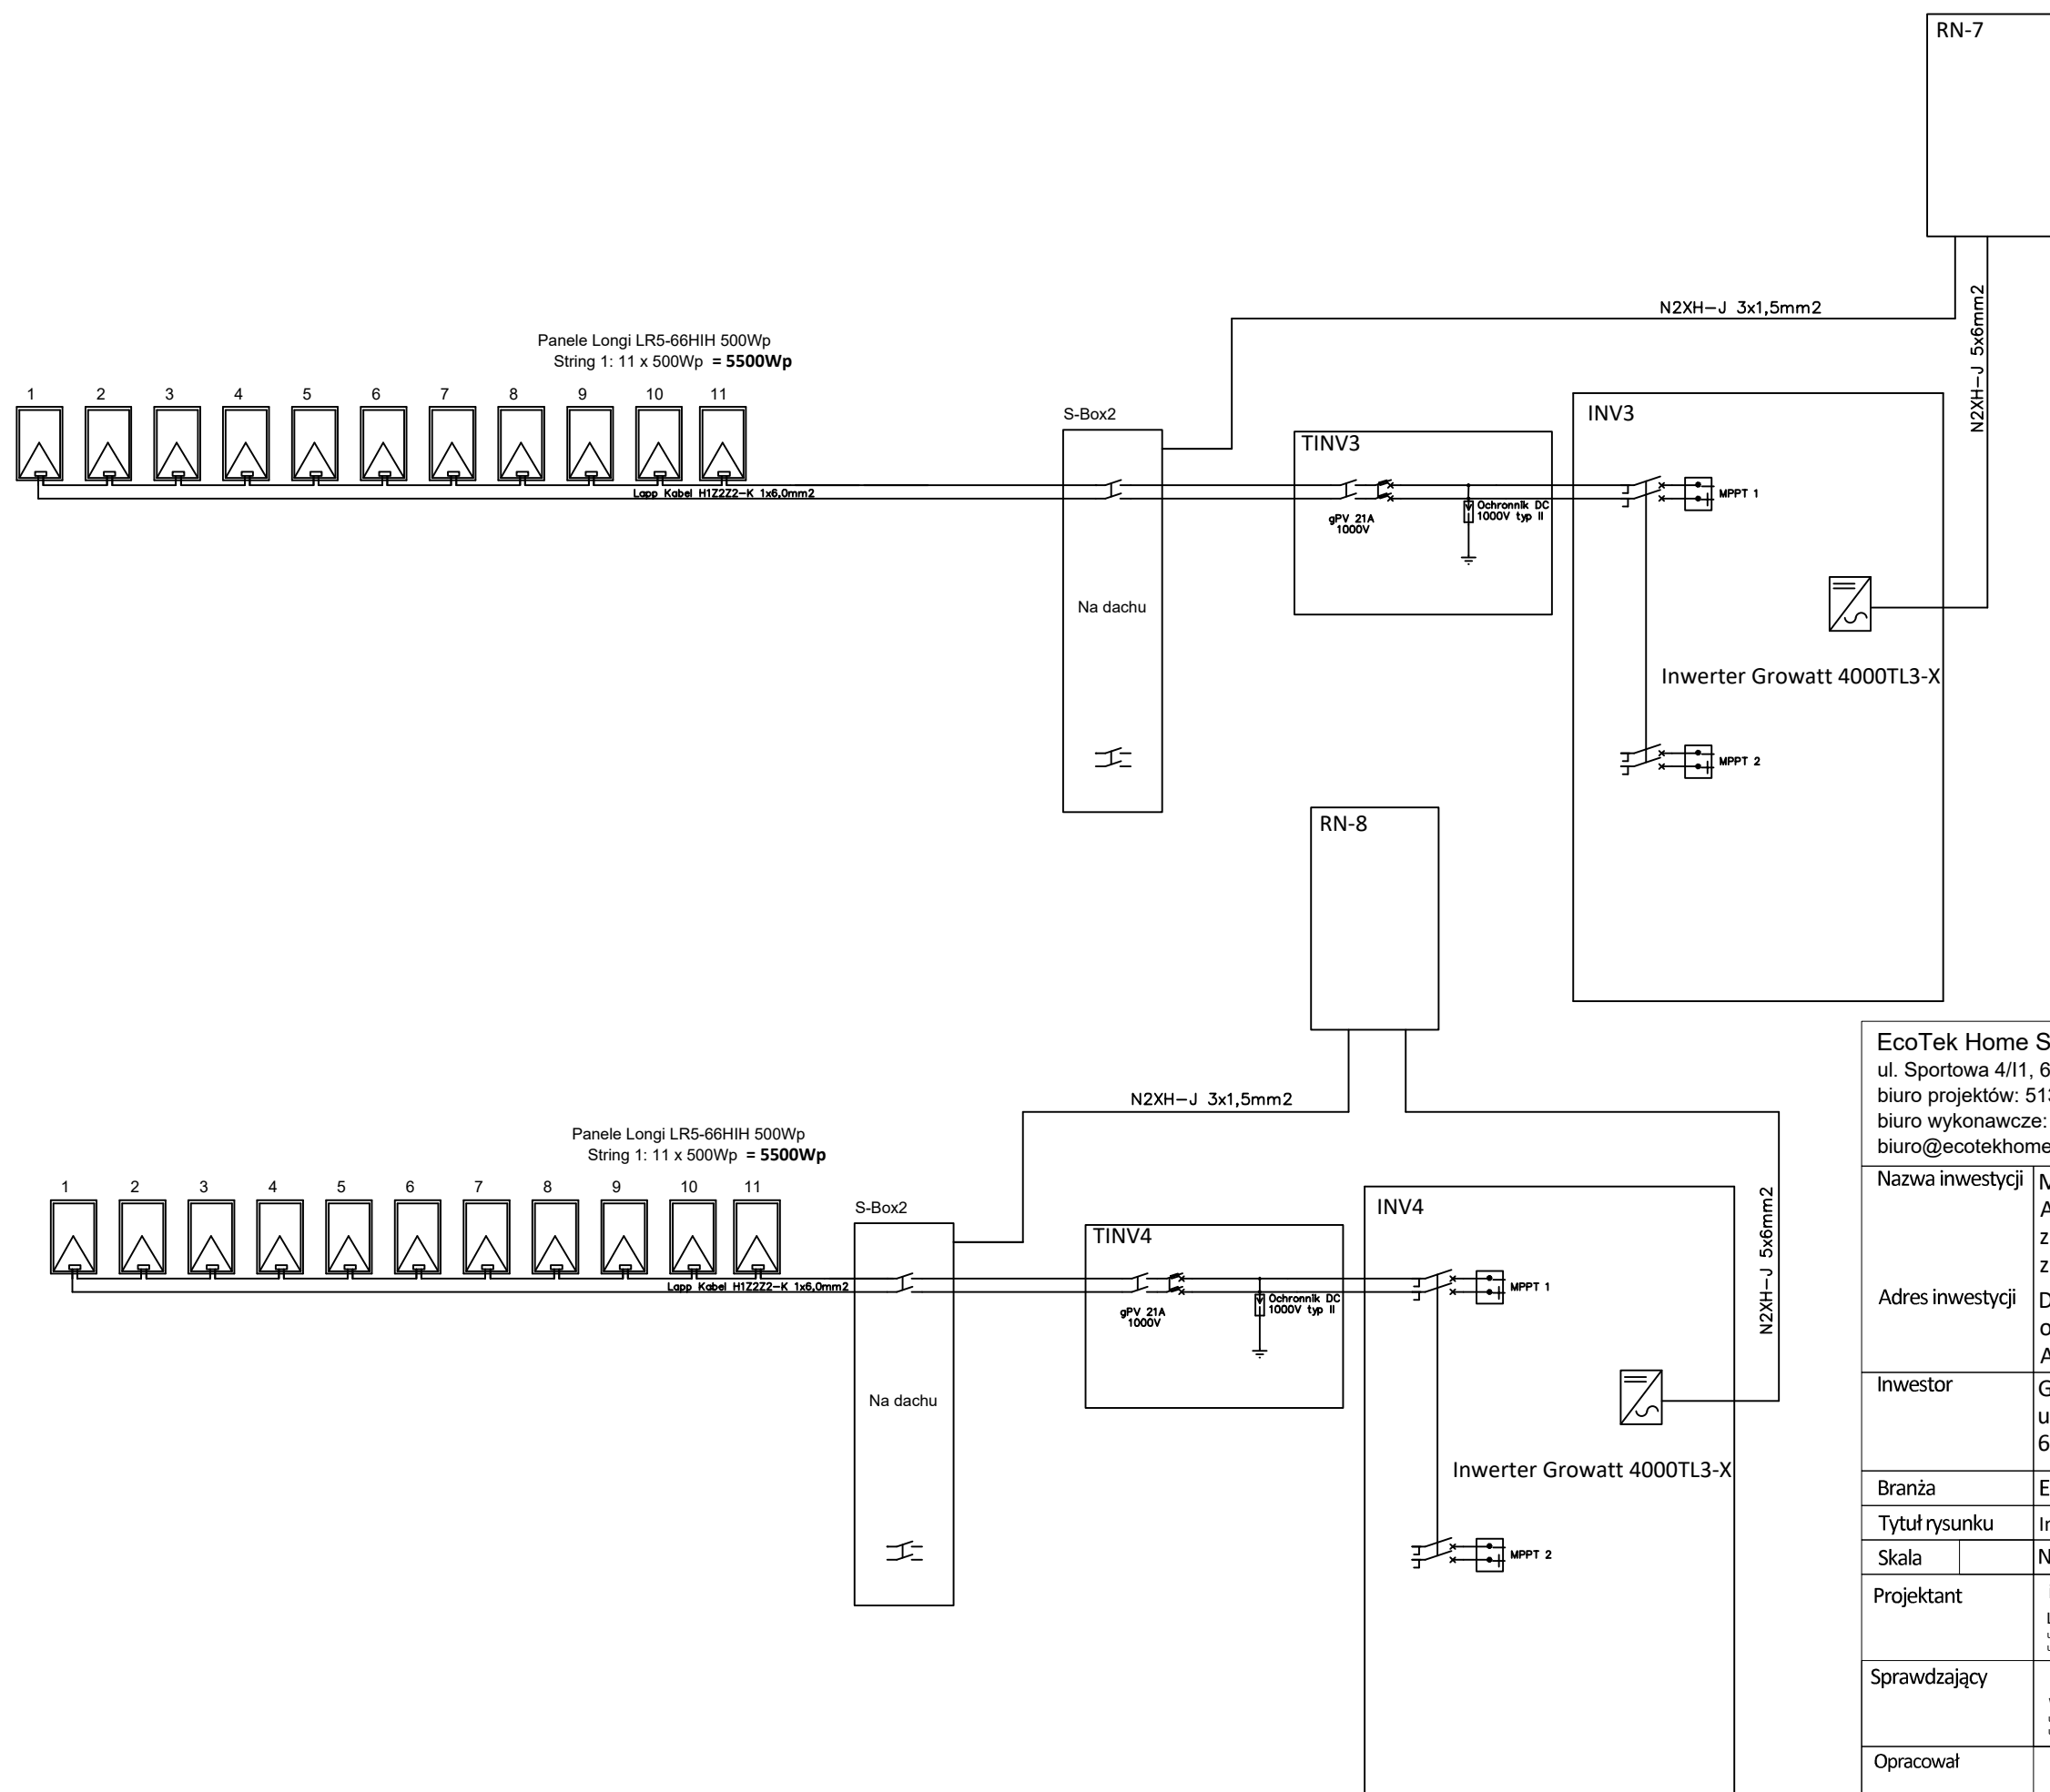 RN-7
N2XH-J 3x1,5mm2
N2XH-J 5x6mm2
Panele Longi LR5-66HIH 500Wp
String 1: 11 x 500Wp = 5500Wp
1 2 3 4 5 6 7 8 9 10 11
Lapp Kabel H1Z2Z2-K 1x6,0mm2
S-Box2
Na dachu
TINV3
gPV 21A
1000V
Ochronnik DC
1000V typ II
INV3
MPPT 1
Inwerter Growatt 4000TL3-X
MPPT 2
RN-8
N2XH-J 3x1,5mm2
N2XH-J 5x6mm2
Panele Longi LR5-66HIH 500Wp
String 1: 11 x 500Wp = 5500Wp
1 2 3 4 5 6 7 8 9 10 11
Lapp Kabel H1Z2Z2-K 1x6,0mm2
S-Box2
Na dachu
TINV4
gPV 21A
1000V
Ochronnik DC
1000V typ II
INV4
MPPT 1
Inwerter Growatt 4000TL3-X
MPPT 2
EcoTek Home S
ul. Sportowa 4/I1, 6
biuro projektów: 513
biuro wykonawcze:
biuro@ecotekhome
Nazwa inwestycji
Adres inwestycji
Inwestor
Branża
Tytuł rysunku
Skala
Projektant
Sprawdzający
Opracował